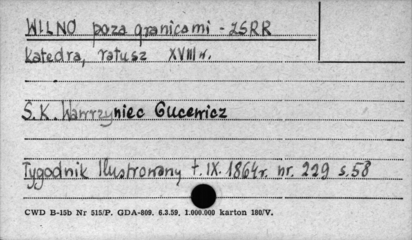 WILNO poza granicami - ZSRR
Katedra, ratusz XVIII w.
S.K. Wawrzyniec Gucewicz
Tygodnik Ilustrowany t. IX. 1864r. nr. 229 s. 58
CWD B-15b Nr 515/P. GDA-809. 6.3.59. 1.000.000 karton 180/V.